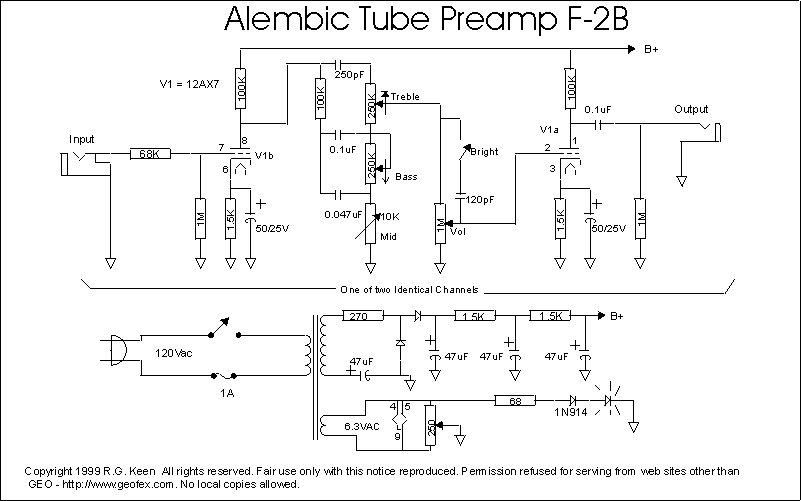 Alembic Tube Preamp F-2B
B+
V1 = 12AX7
100K
250pF
100K
250K
Treble
100K
0.1uF
Output
Input
68K
7
8
V1b
6
0.1uF
250K
Bass
Bright
V1a
1
2
3
120pF
1M
1.5K
50/25V
0.047uF
10K
Mid
1M
Vol
1.5K
50/25V
1M
One of two Identical Channels
270
1.5K
1.5K
B+
120Vac
1A
47uF
47uF
47uF
47uF
6.3VAC
4
5
9
250
68
1N914
Copyright 1999 R.G. Keen All rights reserved. Fair use only with this notice reproduced. Permission refused for serving from web sites other than
GEO - http://www.geofex.com. No local copies allowed.